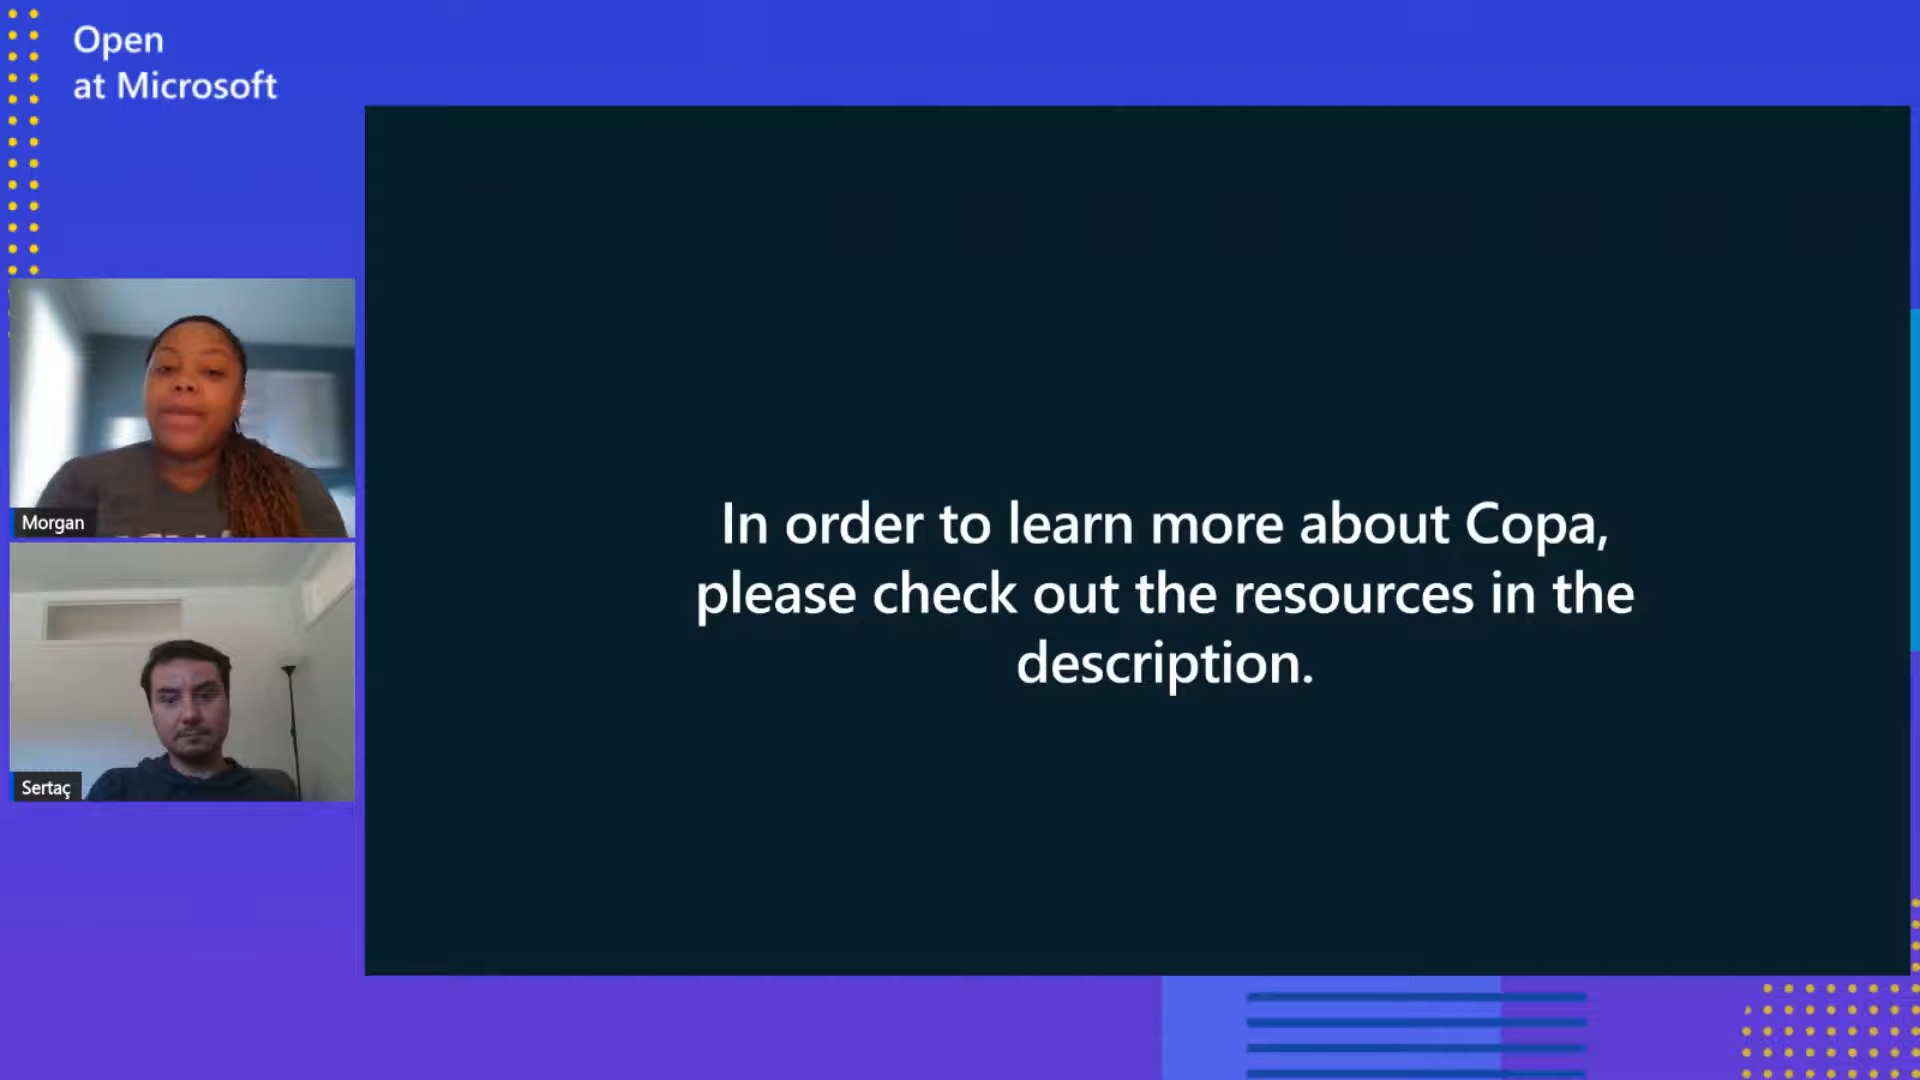 Open
at Microsoft
Morgan
Sertaç
In order to learn more about Copa,
please check out the resources in the
description.